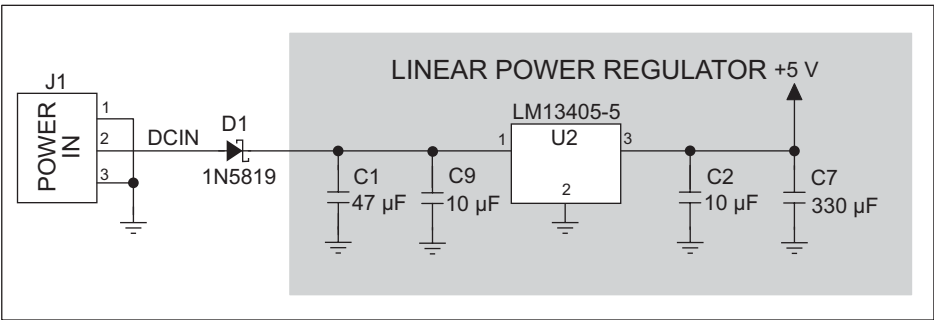 LINEAR POWER REGULATOR +5 V
J1
POWER
IN
1
2
3
DCIN
D1
1N5819
LM13405-5
U2
1
2
3
C1
47 µF
C9
10 µF
C2
10 µF
C7
330 µF